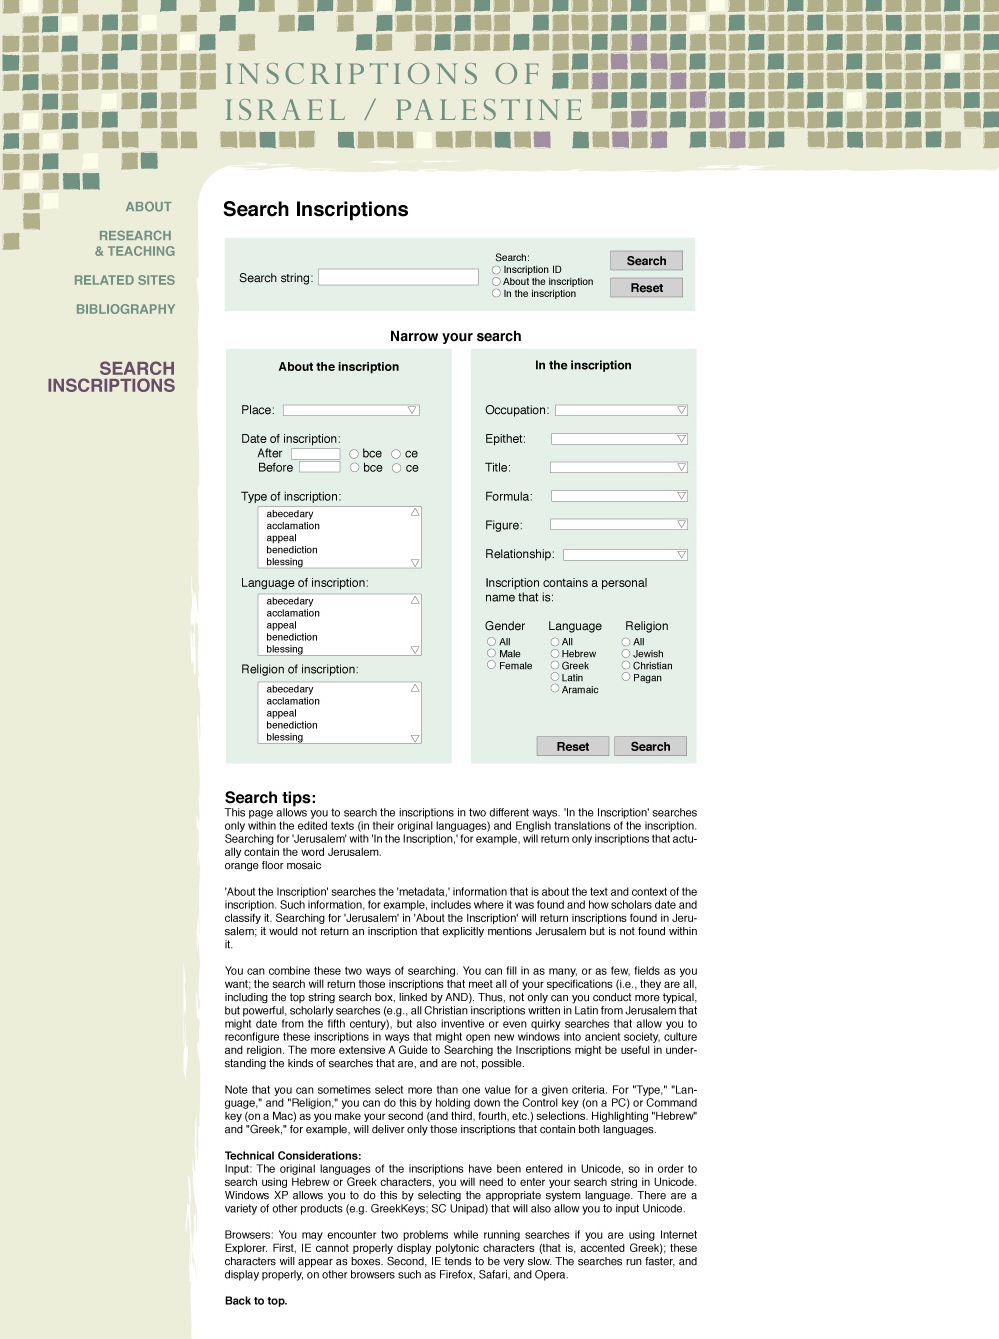 INSCRIPTIONS OF
ISRAEL / PALESTINE
ABOUT
RESEARCH
& TEACHING
RELATED SITES
BIBLIOGRAPHY
SEARCH
INSCRIPTIONS
Search Inscriptions
Search string:
Search:
Inscription ID
About the inscription
In the inscription
Search
Reset
Narrow your search
About the inscription
Place:
Date of inscription:
After bce ce
Before bce ce
Type of inscription:
abecedary
acclamation
appeal
benediction
blessing
Language of inscription:
abecedary
acclamation
appeal
benediction
blessing
Religion of inscription:
abecedary
acclamation
appeal
benediction
blessing
In the inscription
Occupation:
Epithet:
Title:
Formula:
Figure:
Relationship:
Inscription contains a personal
name that is:
Gender Language Religion
All All All
Male Hebrew Jewish
Female Greek Christian
Latin Pagan
Aramaic
Reset Search
Search tips:
This page allows you to search the inscriptions in two different ways. 'In the Inscription' searches
only within the edited texts (in their original languages) and English translations of the inscription.
Searching for 'Jerusalem' with 'In the Inscription,' for example, will return only inscriptions that actu-
ally contain the word Jerusalem.
orange floor mosaic
'About the Inscription' searches the 'metadata,' information that is about the text and context of the
inscription. Such information, for example, includes where it was found and how scholars date and
classify it. Searching for 'Jerusalem' in 'About the Inscription' will return inscriptions found in Jeru-
salem; it would not return an inscription that explicitly mentions Jerusalem but is not found within
it.
You can combine these two ways of searching. You can fill in as many, or as few, fields as you
want; the search will return those inscriptions that meet all of your specifications (i.e., they are all,
including the top string search box, linked by AND). Thus, not only can you conduct more typical,
but powerful, scholarly searches (e.g., all Christian inscriptions written in Latin from Jerusalem that
might date from the fifth century), but also inventive or even quirky searches that allow you to
reconfigure these inscriptions in ways that might open new windows into ancient society, culture
and religion. The more extensive A Guide to Searching the Inscriptions might be useful in under-
standing the kinds of searches that are, and are not, possible.
Note that you can sometimes select more than one value for a given criteria. For "Type," "Lan-
guage," and "Religion," you can do this by holding down the Control key (on a PC) or Command
key (on a Mac) as you make your second (and third, fourth, etc.) selections. Highlighting "Hebrew"
and "Greek," for example, will deliver only those inscriptions that contain both languages.
Technical Considerations:
Input: The original languages of the inscriptions have been entered in Unicode, so in order to
search using Hebrew or Greek characters, you will need to enter your search string in Unicode.
Windows XP allows you to do this by selecting the appropriate system language. There are a
variety of other products (e.g. GreekKeys; SC Unipad) that will also allow you to input Unicode.
Browsers: You may encounter two problems while running searches if you are using Internet
Explorer. First, IE cannot properly display polytonic characters (that is, accented Greek); these
characters will appear as boxes. Second, IE tends to be very slow. The searches run faster, and
display properly, on other browsers such as Firefox, Safari, and Opera.
Back to top.